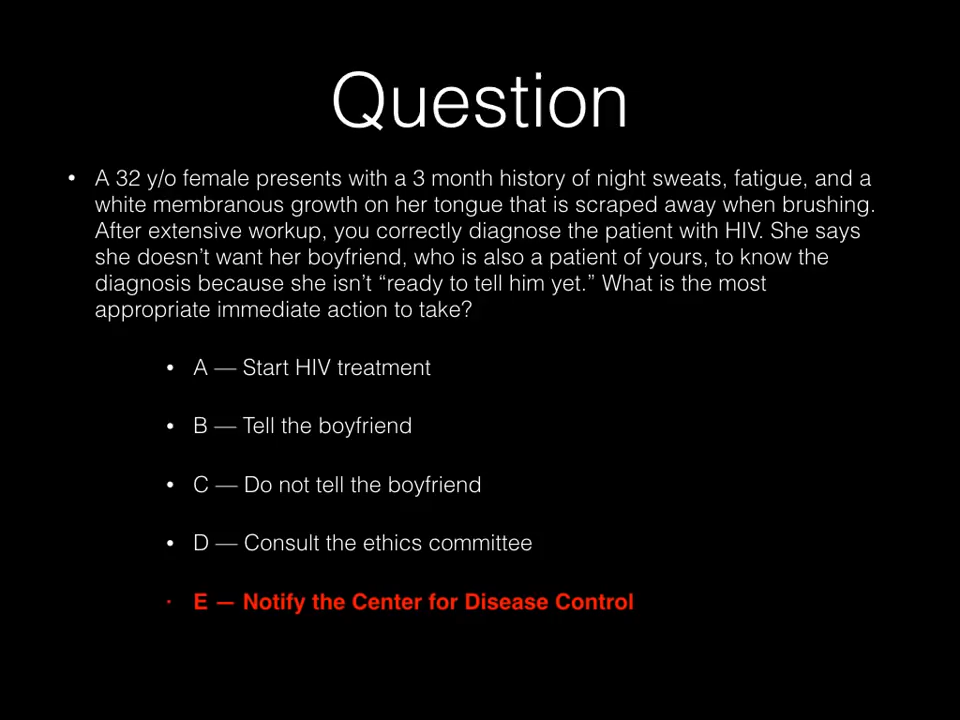 Question
• A 32 y/o female presents with a 3 month history of night sweats, fatigue, and a
white membranous growth on her tongue that is scraped away when brushing.
After extensive workup, you correctly diagnose the patient with HIV. She says
she doesn’t want her boyfriend, who is also a patient of yours, to know the
diagnosis because she isn’t “ready to tell him yet.” What is the most
appropriate immediate action to take?
• A — Start HIV treatment
• B — Tell the boyfriend
• C — Do not tell the boyfriend
• D — Consult the ethics committee
• E — Notify the Center for Disease Control